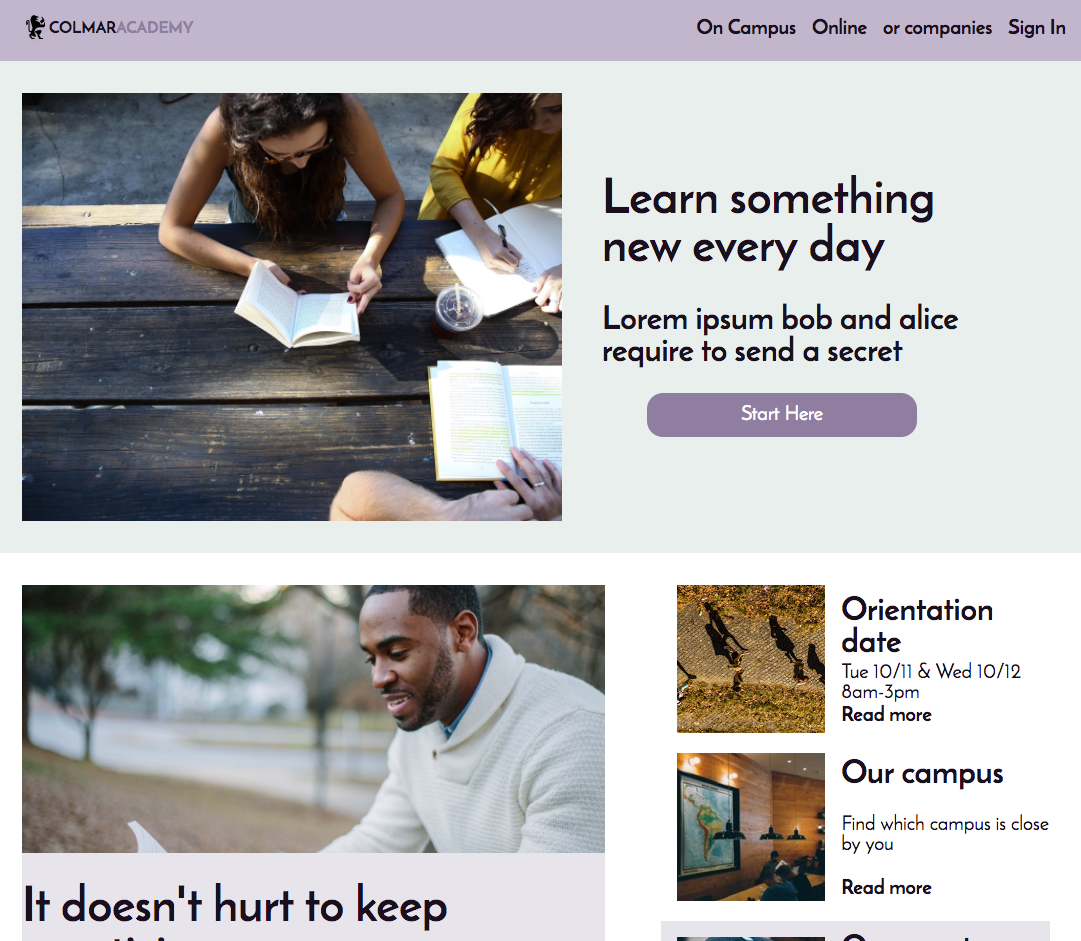 COLMARACADEMY
On Campus
Online
or companies
Sign In
Learn something
new every day
Lorem ipsum bob and alice
require to send a secret
Start Here
Orientation
date
Tue 10/11 & Wed 10/12
8am-3pm
Read more
Our campus
Find which campus is close
by you
Read more
It doesn't hurt to keep